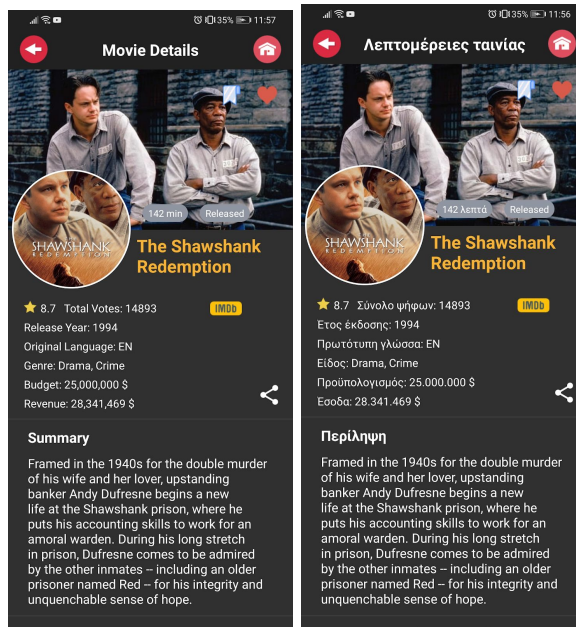 35% 11:57
Movie Details
142 min Released
SHAWSHANK
REDEMPTION
The Shawshank
Redemption
8.7 Total Votes: 14893 IMDb
Release Year: 1994
Original Language: EN
Genre: Drama, Crime
Budget: 25,000,000 $
Revenue: 28,341,469 $
Summary
Framed in the 1940s for the double murder
of his wife and her lover, upstanding
banker Andy Dufresne begins a new
life at the Shawshank prison, where he
puts his accounting skills to work for an
amoral warden. During his long stretch
in prison, Dufresne comes to be admired
by the other inmates -- including an older
prisoner named Red -- for his integrity and
unquenchable sense of hope.
35% 11:56
Λεπτομέρειες ταινίας
142 λεπτά Released
SHAWSHANK
REDEMPTION
The Shawshank
Redemption
8.7 Σύνολο ψήφων: 14893 IMDb
Έτος έκδοσης: 1994
Πρωτότυπη γλώσσα: EN
Είδος: Drama, Crime
Προϋπολογισμός: 25.000.000 $
Έσοδα: 28.341.469 $
Περίληψη
Framed in the 1940s for the double murder
of his wife and her lover, upstanding
banker Andy Dufresne begins a new
life at the Shawshank prison, where he
puts his accounting skills to work for an
amoral warden. During his long stretch
in prison, Dufresne comes to be admired
by the other inmates -- including an older
prisoner named Red -- for his integrity and
unquenchable sense of hope.